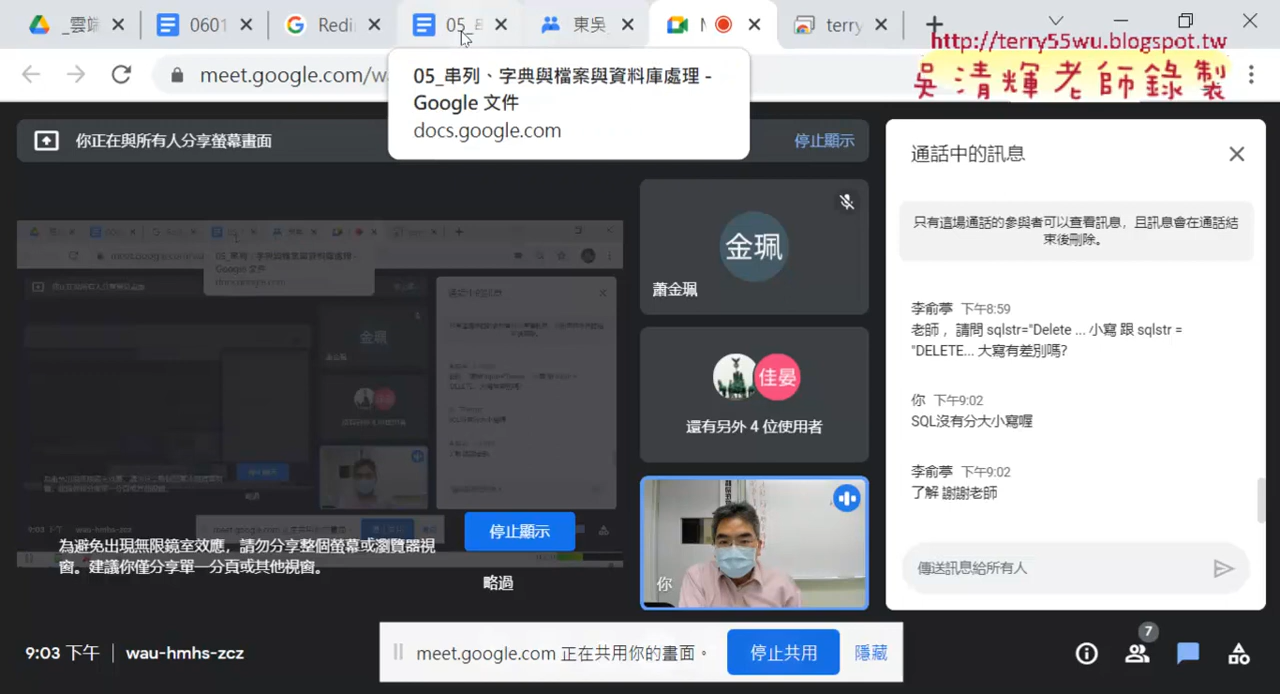 _雲端
0601
Redi
05_串
東吳
M
terry
http://terry55wu.blogspot.tw
吳清輝老師錄製
meet.google.com/wa
05_串列、字典與檔案與資料庫處理 -
Google 文件
docs.google.com
你正在與所有人分享螢幕畫面
停止顯示
通話中的訊息
只有這場通話的參與者可以查看訊息，且訊息會在通話結
束後刪除。
金珮
蕭金珮
李俞夢 下午8:59
老師 ，請問 sqlstr="Delete ... 小寫 跟 sqlstr =
"DELETE... 大寫有差別嗎?
佳晏
還有另外 4 位使用者
你 下午9:02
SQL沒有分大小寫喔
李俞夢 下午9:02
了解 謝謝老師
為避免出現無限鏡室效應，請勿分享整個螢幕或瀏覽器視
窗。建議你僅分享單一分頁或其他視窗。
停止顯示
略過
你
傳送訊息給所有人
9:03 下午 wau-hmhs-zcz
meet.google.com 正在共用你的畫面。
停止共用
隱藏
7